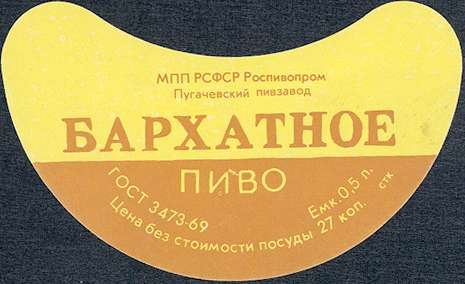 МПП РСФСР Роспивопром
Пугачевский пивзавод
БАРХАТНОЕ
ПИВО
ГОСТ 3473-69
Емк. 0,5 л.
Цена без стоимости посуды 27 коп.
стк